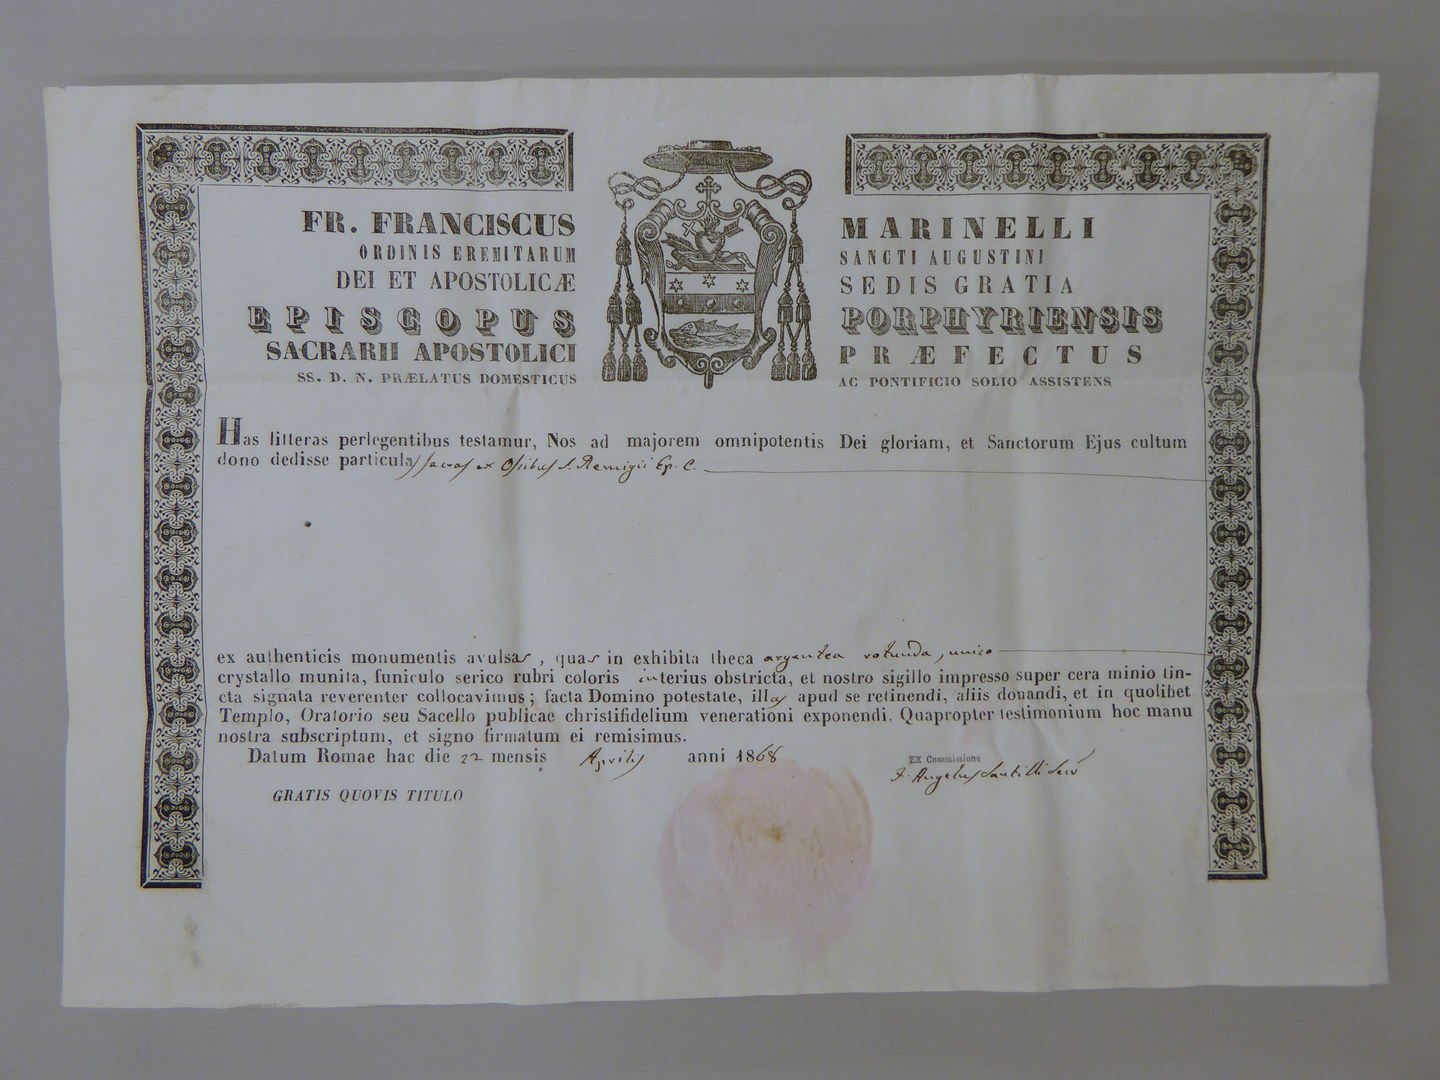 FR. FRANCISCUS MARINELLI
ORDINIS EREMITARUM SANCTI AUGUSTINI
DEI ET APOSTOLICÆ SEDIS GRATIA
EPISCOPUS PORPHYRIENSIS
SACRARII APOSTOLICI PRÆFECTUS
SS. D. N. PRÆLATUS DOMESTICUS AC PONTIFICIO SOLIO ASSISTENS
Has litteras perlegentibus testamur, Nos ad majorem omnipotentis Dei gloriam, et Sanctorum Ejus cultum
dono dedisse particulas sacras ex Ossibus S. Remigii Ep. C.
ex authenticis monumentis avulsas, quas in exhibita theca argentea rotunda, unico
crystallo munita, funiculo serico rubri coloris interius obstricta, et nostro sigillo impresso super cera minio tin-
cta signata reverenter collocavimus; facta Domino potestate, illas apud se retinendi, aliis donandi, et in quolibet
Templo, Oratorio seu Sacello publicae christifidelium venerationi exponendi. Quapropter testimonium hoc manu
nostra subscriptum, et signo firmatum ei remisimus.
Datum Romae hac die 22 mensis Aprilis anni 1868
EX Commissione
F. Angelus Santilli Secr
GRATIS QUOVIS TITULO